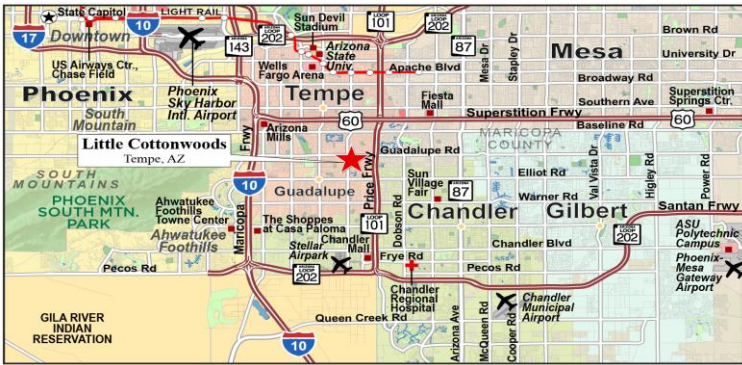 State Capitol
LIGHT RAIL
10
17
Downtown
US Airways Ctr.,
Chase Field
Phoenix
Phoenix
Sky Harbor
Intl. Airport
143
LOOP
202
Sun Devil
Stadium
Arizona
State
Univ.
Wells
Fargo Arena
LOOP
101
LOOP
202
87
Mesa Dr
Stapley Dr
Mesa
Brown Rd
University Dr
Apache Blvd
Broadway Rd
Tempe
Fiesta
Mall
Southern Ave
Superstition
Springs Ctr.
South
Mountain
60
Superstition Frwy
60
Arizona
Mills
Baseline Rd
MARICOPA
COUNTY
Frwy
Little Cottonwoods
Tempe, AZ
Guadalupe Rd
SOUTH
MOUNTAINS
PHOENIX
SOUTH MTN.
PARK
10
Guadalupe
Price Frwy
Sun
Village
Fair
87
Elliot Rd
Warner Rd
Val Vista Dr
Higley Rd
Power Rd
Ahwatukee
Foothills
Towne Center
Ahwatukee
Foothills
Maricopa
The Shoppes
at Casa Paloma
LOOP
101
Dobson Rd
Chandler
Gilbert
Santan Frwy
LOOP
202
ASU
Polytechnic
Campus
Phoenix-
Mesa
Gateway
Airport
Stellar
Airpark
Chandler
Mall
Chandler Blvd
Frye Rd
Pecos Rd
Pecos Rd
LOOP
202
Chandler
Regional
Hospital
Chandler
Municipal
Airport
GILA RIVER
INDIAN
RESERVATION
Queen Creek Rd
10
Arizona Ave
McQueen Rd
Cooper Rd